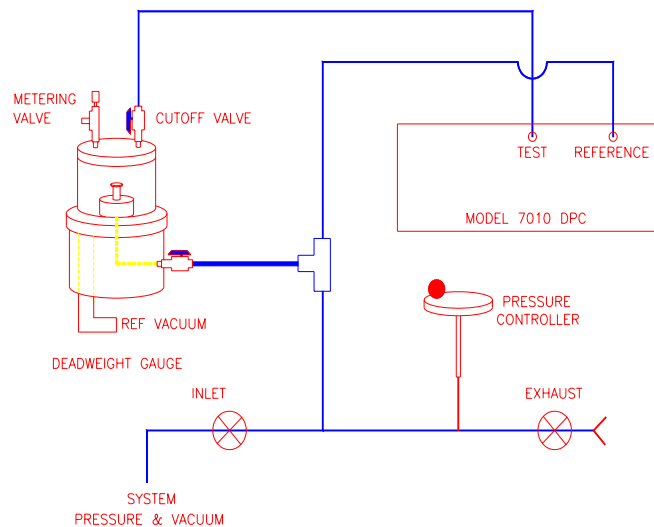 METERING
VALVE
CUTOFF VALVE
TEST
REFERENCE
MODEL 7010 DPC
PRESSURE
CONTROLLER
REF VACUUM
DEADWEIGHT GAUGE
INLET
EXHAUST
SYSTEM
PRESSURE & VACUUM